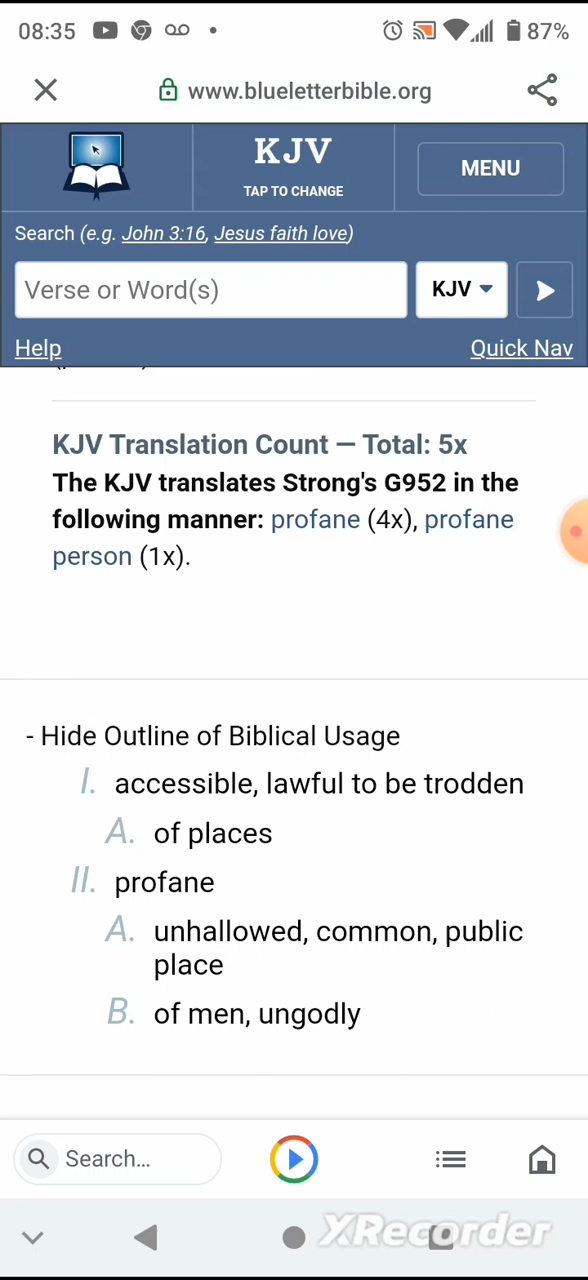 08:35 87%
www.blueletterbible.org
KJV
TAP TO CHANGE
MENU
Search (e.g. John 3:16, Jesus faith love)
Verse or Word(s)
KJV
Help
Quick Nav
KJV Translation Count — Total: 5x
The KJV translates Strong's G952 in the
following manner: profane (4x), profane
person (1x).
- Hide Outline of Biblical Usage
I. accessible, lawful to be trodden
A. of places
II. profane
A. unhallowed, common, public
place
B. of men, ungodly
Search...
XRecorder